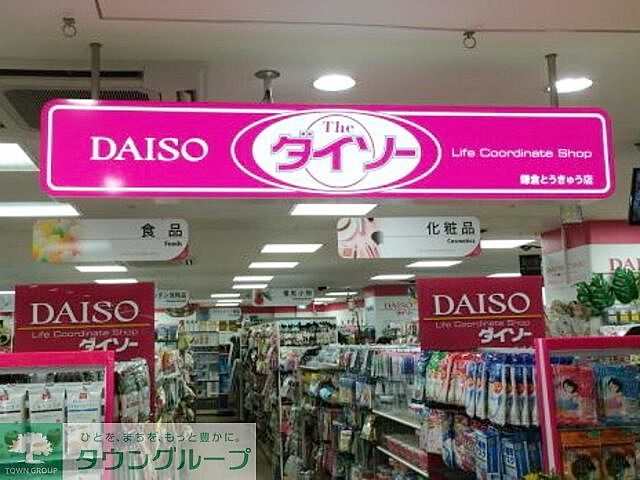 DAISO
The
ダイソー
Life Coordinate Shop
鎌倉とうきゅう店
食品
Foods
化粧品
Cosmetics
DAISO
Life Coordinate Shop
ダイソー
DAISO
Life Coordinate Shop
ダイソー
DAIS
TOWN GROUP
ひとを、まちを、もっと豊かに。
タウングループ